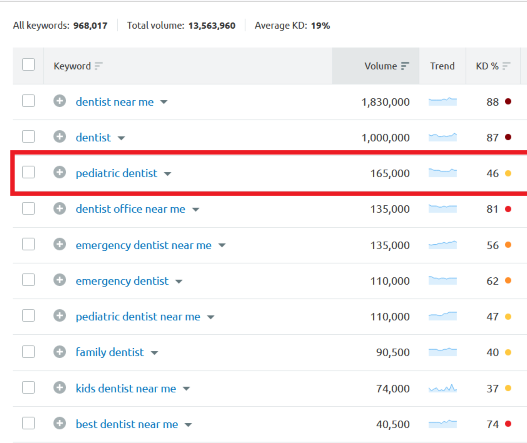 All keywords: 968,017 Total volume: 13,563,960 Average KD: 19%
Keyword Volume Trend KD %
dentist near me 1,830,000 88
dentist 1,000,000 87
pediatric dentist 165,000 46
dentist office near me 135,000 81
emergency dentist near me 135,000 56
emergency dentist 110,000 62
pediatric dentist near me 110,000 47
family dentist 90,500 40
kids dentist near me 74,000 37
best dentist near me 40,500 74